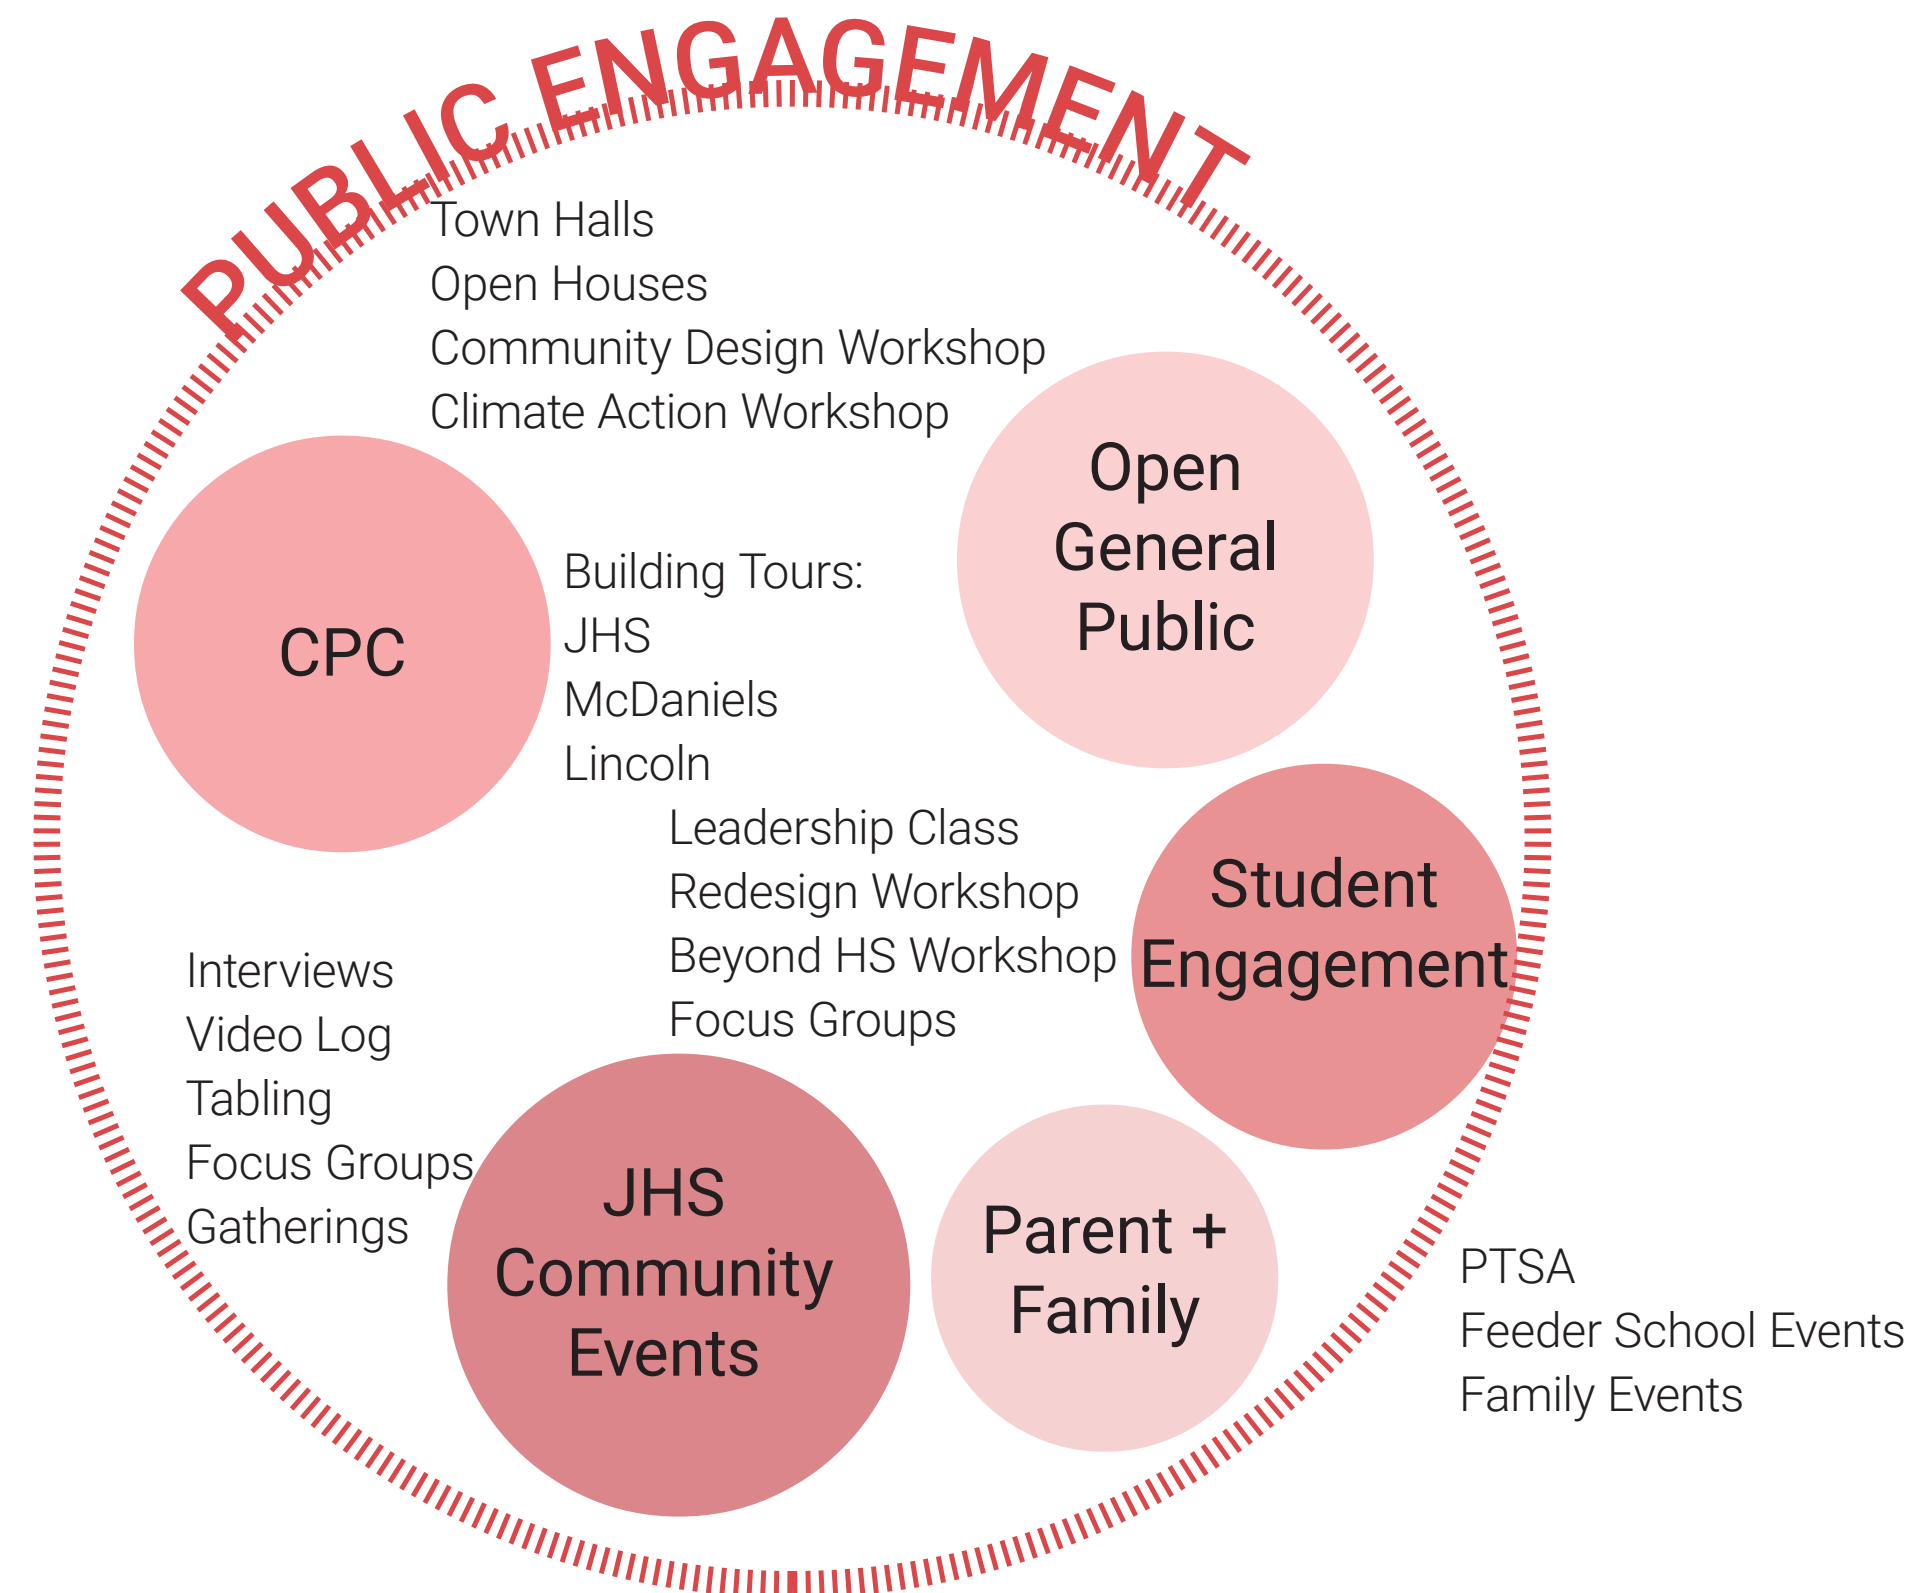 PUBLIC ENGAGEMENT
Town Halls
Open Houses
Community Design Workshop
Climate Action Workshop
Open
General
Public
CPC
Building Tours:
JHS
McDaniels
Lincoln
Leadership Class
Redesign Workshop
Beyond HS Workshop
Focus Groups
Student
Engagement
Interviews
Video Log
Tabling
Focus Groups
Gatherings
JHS
Community
Events
Parent +
Family
PTSA
Feeder School Events
Family Events